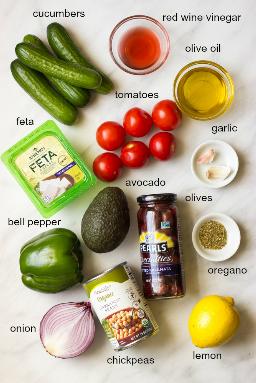 cucumbers
red wine vinegar
olive oil
tomatoes
garlic
feta
FETA
avocado
olives
bell pepper
PEARLS
Specialties
oregano
onion
lemon
chickpeas